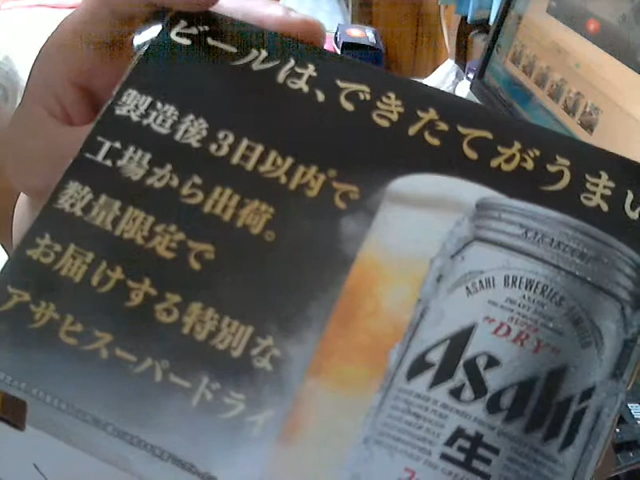 ビールは、できたてがうまい
製造後3日以内*で
工場から出荷。
数量限定で
お届けする特別な
アサヒスーパードライ
ASAHI BREWERIES LIMITED
"DRY"
Asahi
生